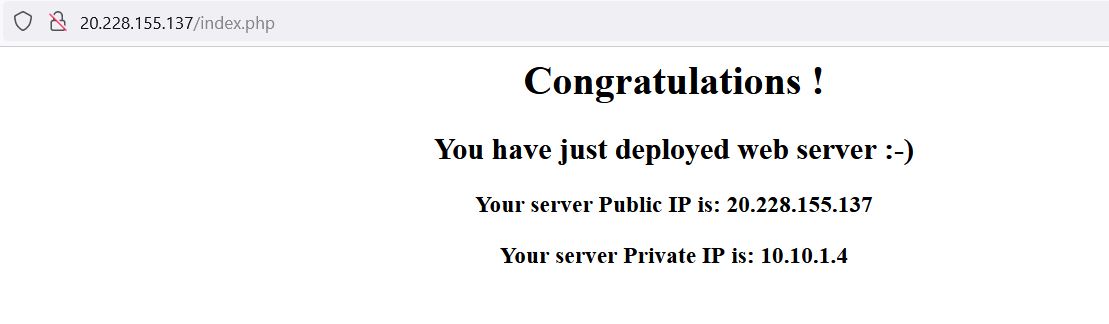 20.228.155.137/index.php
Congratulations !
You have just deployed web server :-)
Your server Public IP is: 20.228.155.137
Your server Private IP is: 10.10.1.4